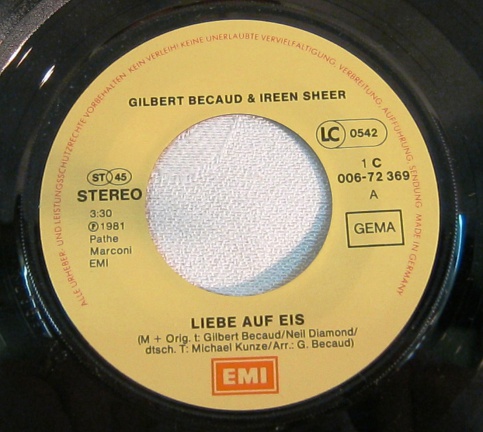 ALLE URHEBER- UND LEISTUNGSSCHUTZRECHTE VORBEHALTEN. KEIN VERLEIH! KEINE UNERLAUBTE VERVIELFÄLTIGUNG, VERBREITUNG, AUFFÜHRUNG, SENDUNG. MADE IN GERMANY
GILBERT BECAUD & IREEN SHEER
LC 0542
1 C
006-72 369
A
ST 45
STEREO
3:30
Ⓟ 1981
Pathe
Marconi
EMI
GEMA
LIEBE AUF EIS
(M + Orig. t: Gilbert Becaud/Neil Diamond/
dtsch. T: Michael Kunze/Arr.: G. Becaud)
EMI